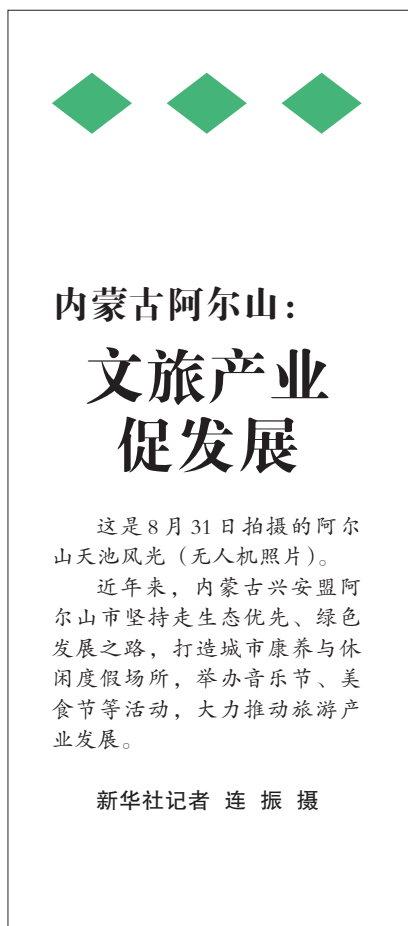 内蒙古阿尔山：
文旅产业
促发展
这是8月31日拍摄的阿尔
山天池风光（无人机照片）。
近年来，内蒙古兴安盟阿
尔山市坚持走生态优先、绿色
发展之路，打造城市康养与休
闲度假场所，举办音乐节、美
食节等活动，大力推动旅游产
业发展。
新华社记者 连 振 摄